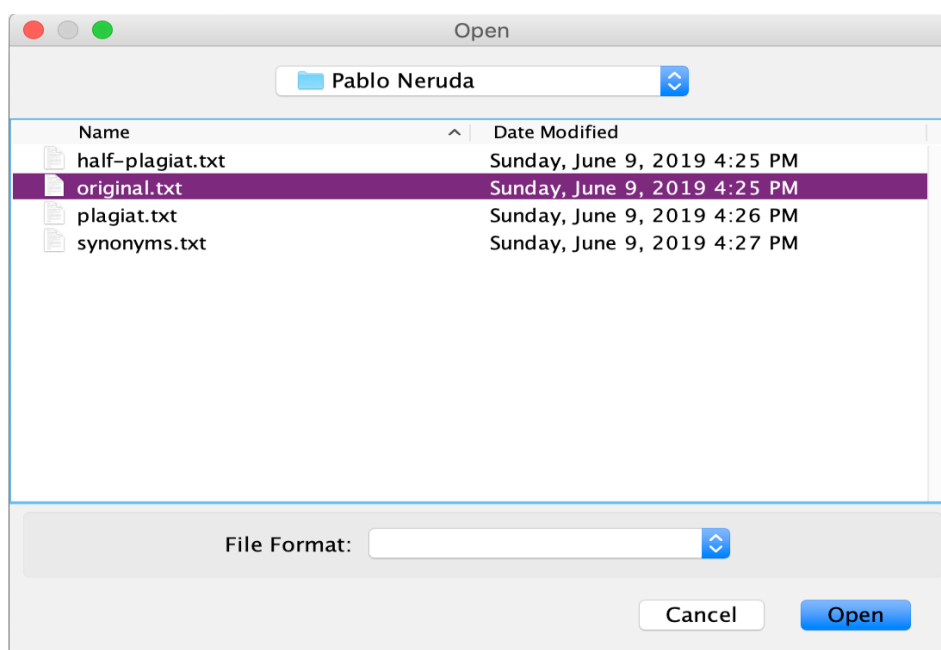 Open
Pablo Neruda
Name Date Modified
half-plagiat.txt Sunday, June 9, 2019 4:25 PM
original.txt Sunday, June 9, 2019 4:25 PM
plagiat.txt Sunday, June 9, 2019 4:26 PM
synonyms.txt Sunday, June 9, 2019 4:27 PM
File Format:
Cancel Open